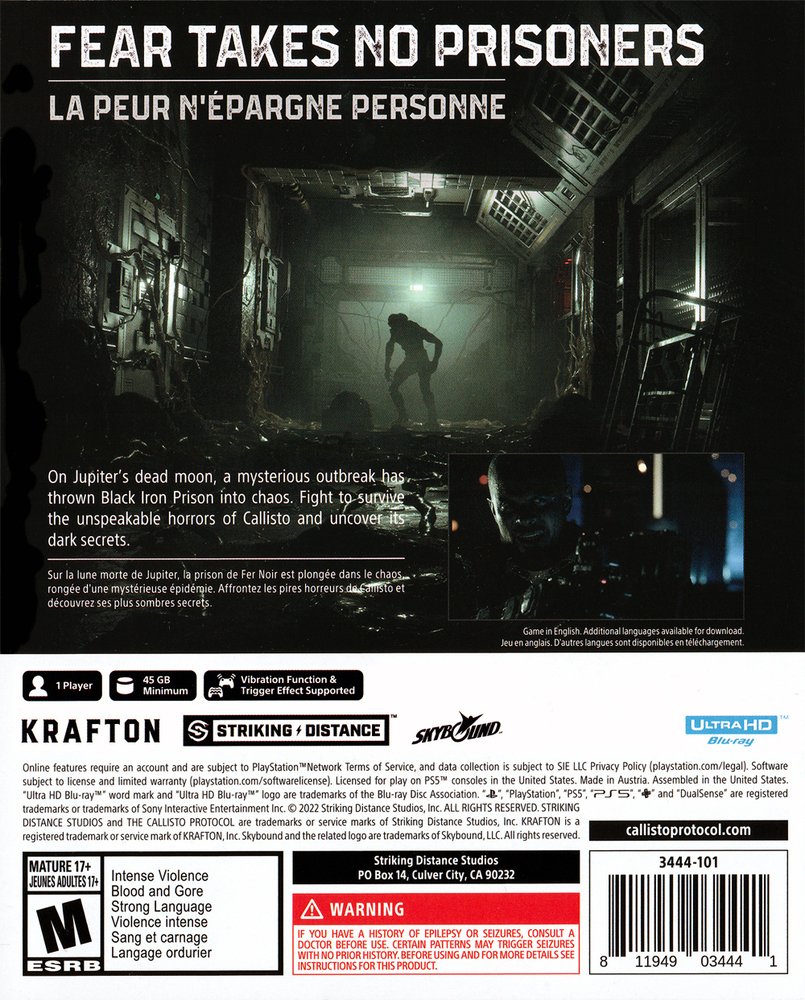 FEAR TAKES NO PRISONERS
LA PEUR N'ÉPARGNE PERSONNE
On Jupiter's dead moon, a mysterious outbreak has
thrown Black Iron Prison into chaos. Fight to survive
the unspeakable horrors of Callisto and uncover its
dark secrets.
Sur la lune morte de Jupiter, la prison de Fer Noir est plongée dans le chaos,
rongée d'une mystérieuse épidémie. Affrontez les pires horreurs de Callisto et
découvrez ses plus sombres secrets.
Game in English. Additional languages available for download.
Jeu en anglais. D'autres langues sont disponibles en téléchargement.
1 Player
45 GB
Minimum
Vibration Function &
Trigger Effect Supported
KRAFTON
STRIKING DISTANCE™
SKYBOUND
ULTRA HD™
Blu-ray
Online features require an account and are subject to PlayStation™Network Terms of Service, and data collection is subject to SIE LLC Privacy Policy (playstation.com/legal). Software
subject to license and limited warranty (playstation.com/softwarelicense). Licensed for play on PS5™ consoles in the United States. Made in Austria. Assembled in the United States.
"Ultra HD Blu-ray™" word mark and "Ultra HD Blu-ray™" logo are trademarks of the Blu-ray Disc Association. "", "PlayStation", "PS5", "PS5", "" and "DualSense" are registered
trademarks or trademarks of Sony Interactive Entertainment Inc. © 2022 Striking Distance Studios, Inc. ALL RIGHTS RESERVED. STRIKING
DISTANCE STUDIOS and THE CALLISTO PROTOCOL are trademarks or service marks of Striking Distance Studios, Inc. KRAFTON is a
registered trademark or service mark of KRAFTON, Inc. Skybound and the related logo are trademarks of Skybound, LLC. All rights reserved.
callistoprotocol.com
MATURE 17+
JEUNES ADULTES 17+
M
ESRB
Intense Violence
Blood and Gore
Strong Language
Violence intense
Sang et carnage
Langage ordurier
Striking Distance Studios
PO Box 14, Culver City, CA 90232
WARNING
IF YOU HAVE A HISTORY OF EPILEPSY OR SEIZURES, CONSULT A
DOCTOR BEFORE USE. CERTAIN PATTERNS MAY TRIGGER SEIZURES
WITH NO PRIOR HISTORY. BEFORE USING AND FOR MORE DETAILS SEE
INSTRUCTIONS FOR THIS PRODUCT.
3444-101
8 11949 03444 1